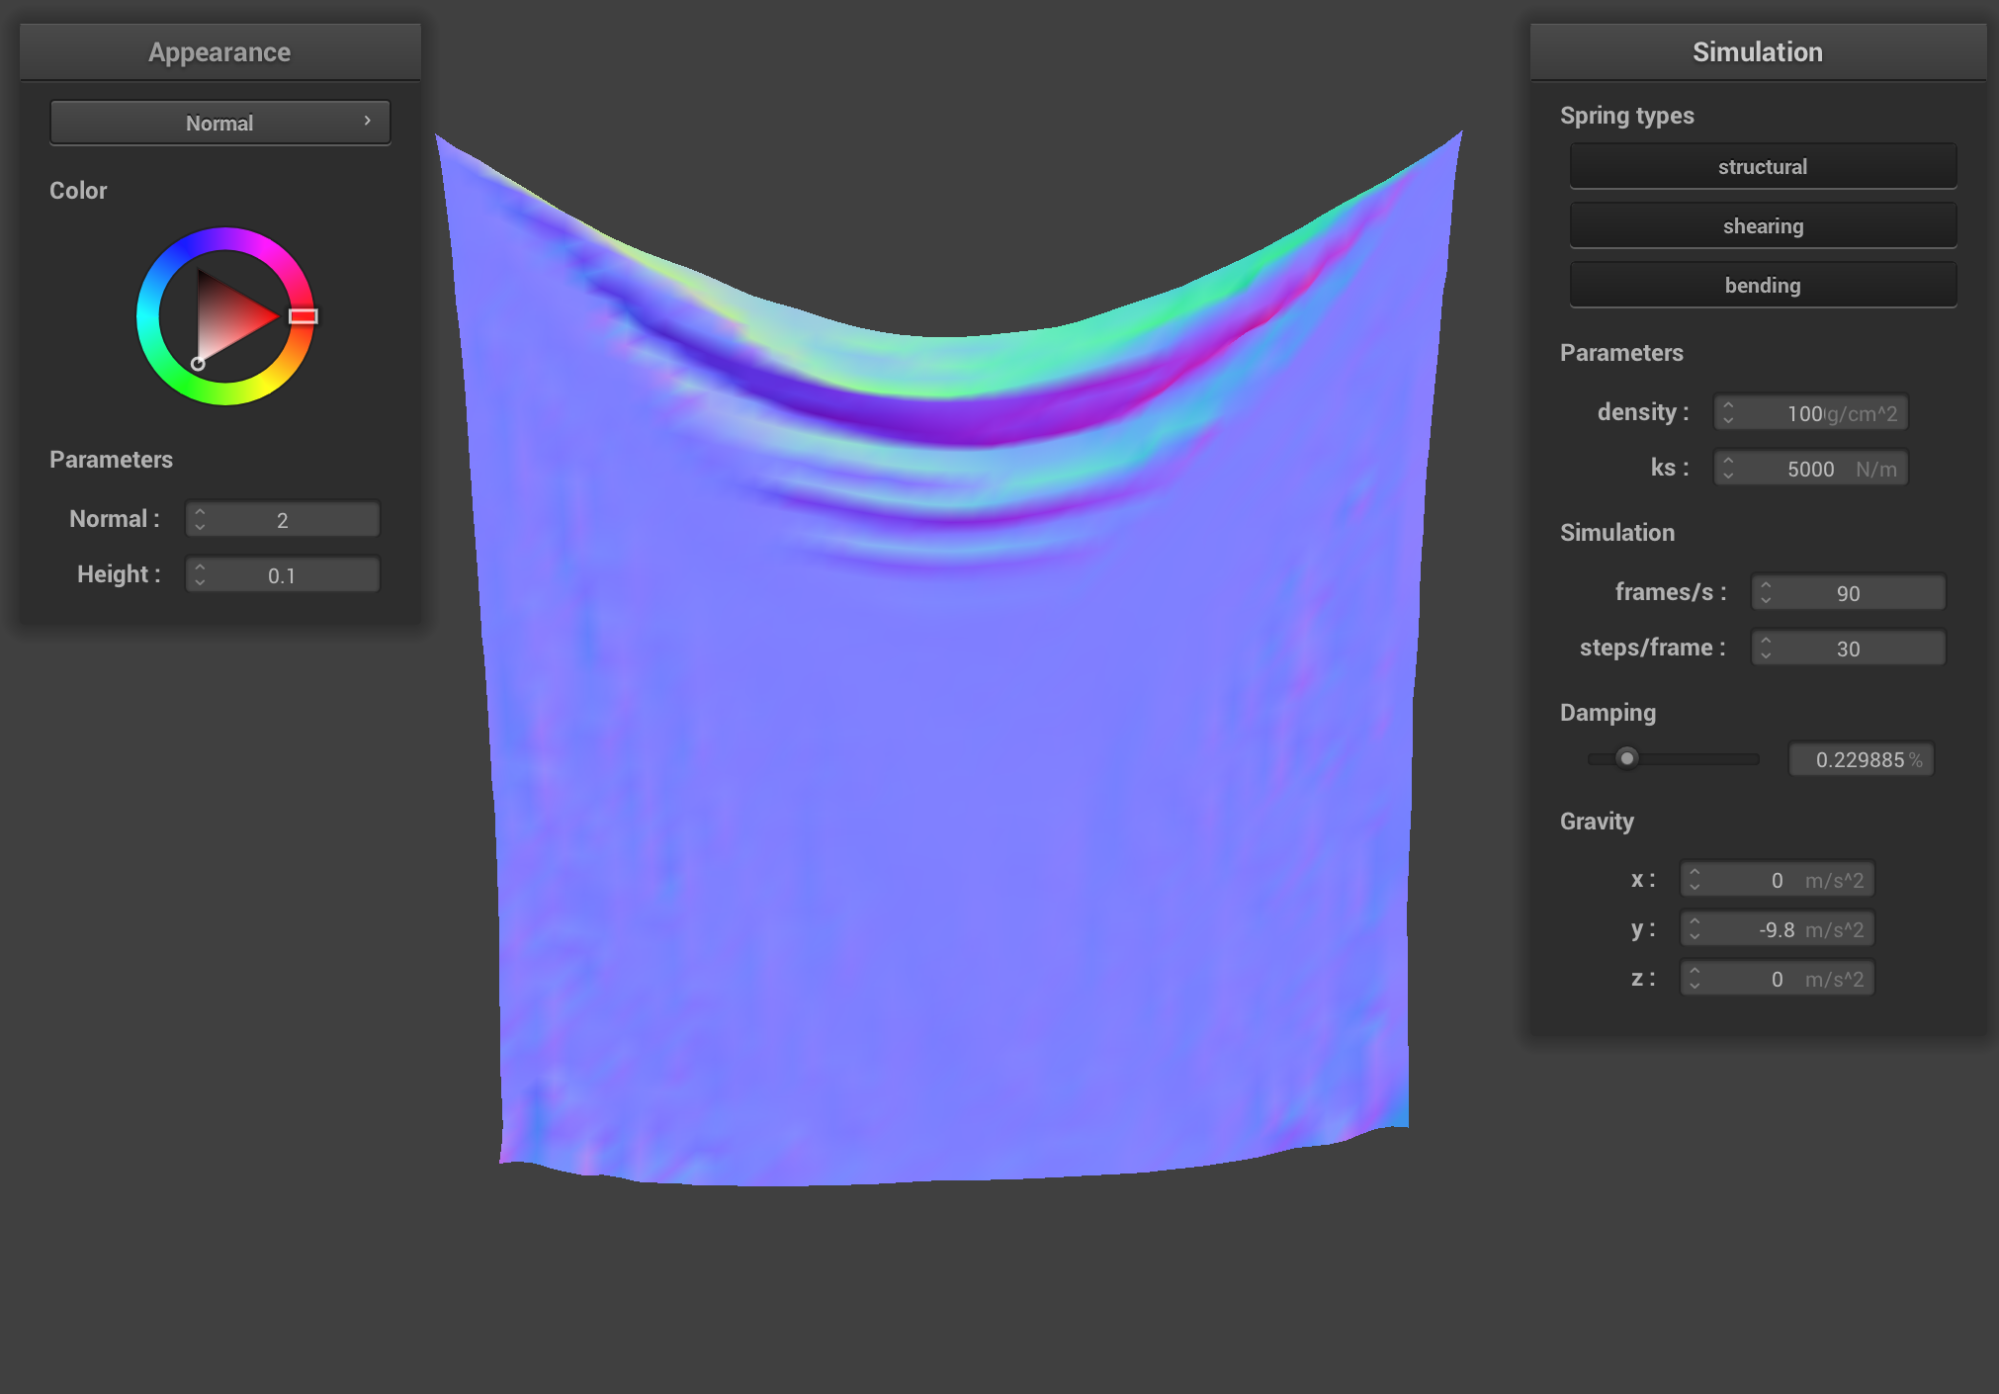 Appearance
Normal
Color
Parameters
Normal :
2
Height :
0.1
Simulation
Spring types
structural
shearing
bending
Parameters
density :
100 g/cm^2
ks :
5000 N/m
Simulation
frames/s :
90
steps/frame :
30
Damping
0.229885 %
Gravity
x :
0 m/s^2
y :
-9.8 m/s^2
z :
0 m/s^2